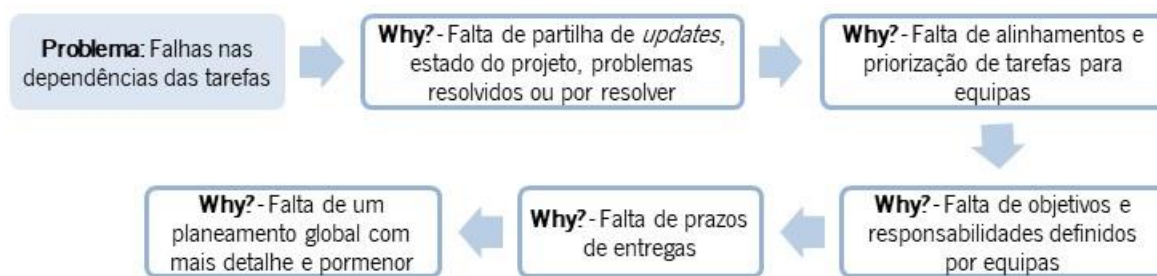 Problema: Falhas nas
dependências das tarefas
Why? - Falta de partilha de updates,
estado do projeto, problemas
resolvidos ou por resolver
Why? - Falta de alinhamentos e
priorização de tarefas para
equipas
Why? - Falta de objetivos e
responsabilidades definidos
por equipas
Why? - Falta de prazos
de entregas
Why? - Falta de um
planeamento global com
mais detalhe e pormenor